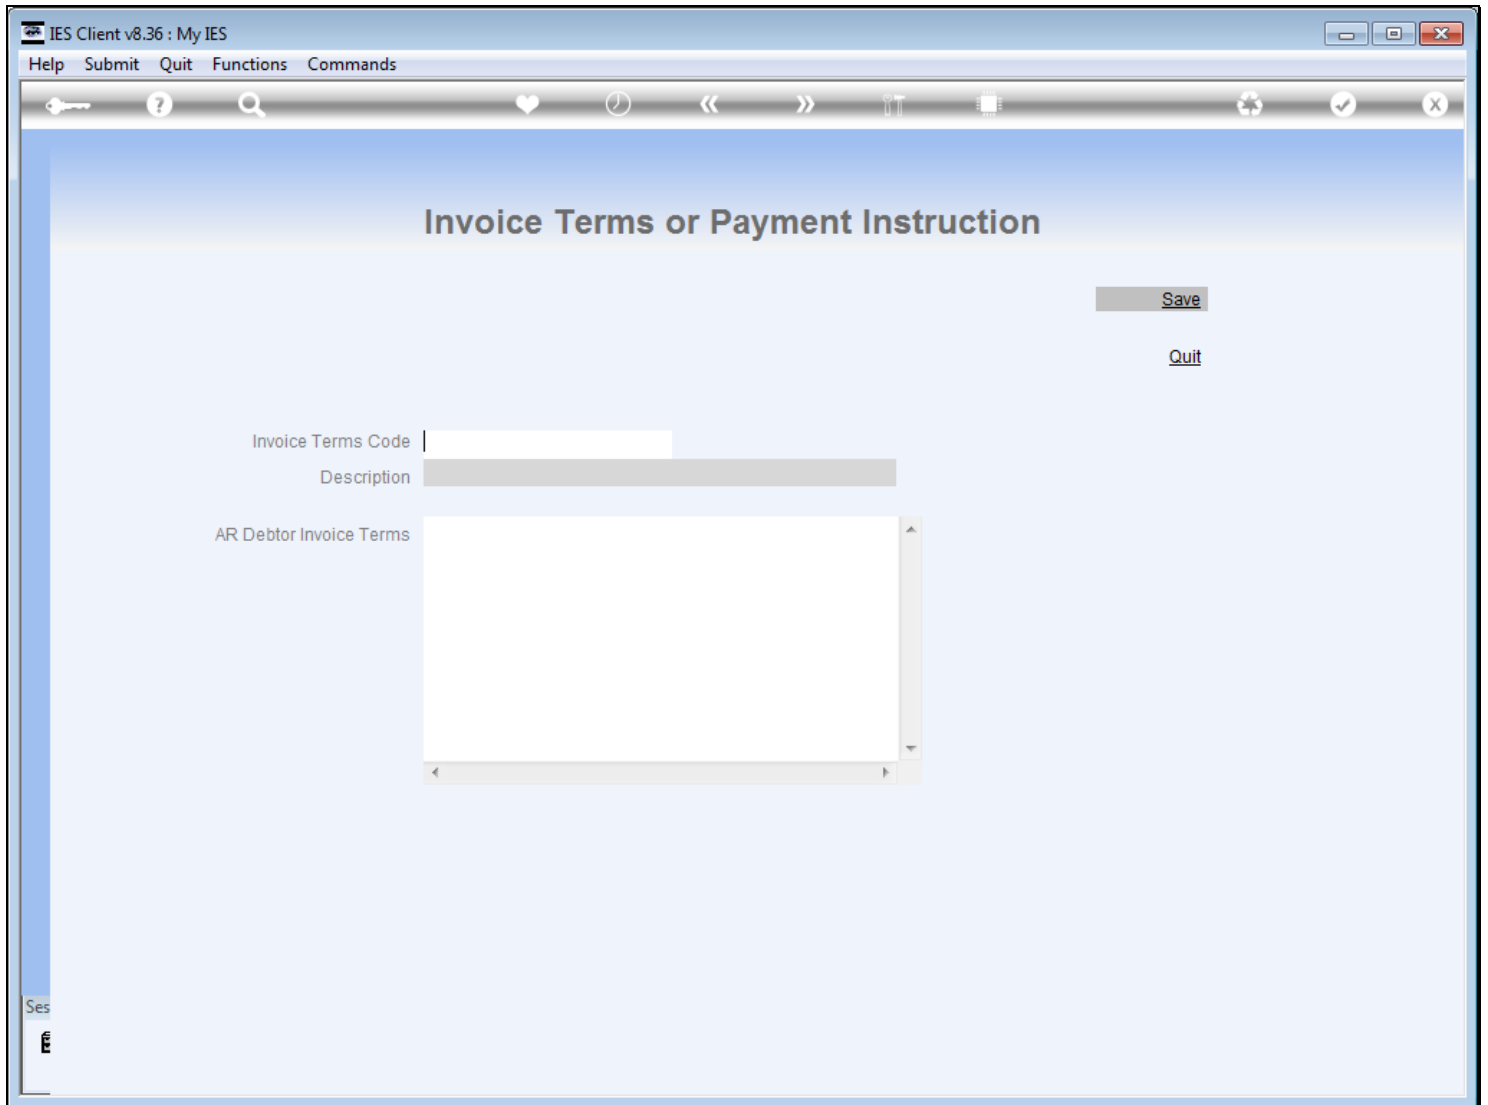 IES Client v8.36 : My IES
Help Submit Quit Functions Commands
Invoice Terms or Payment Instruction
Save
Quit
Invoice Terms Code
Description
AR Debtor Invoice Terms
Ses